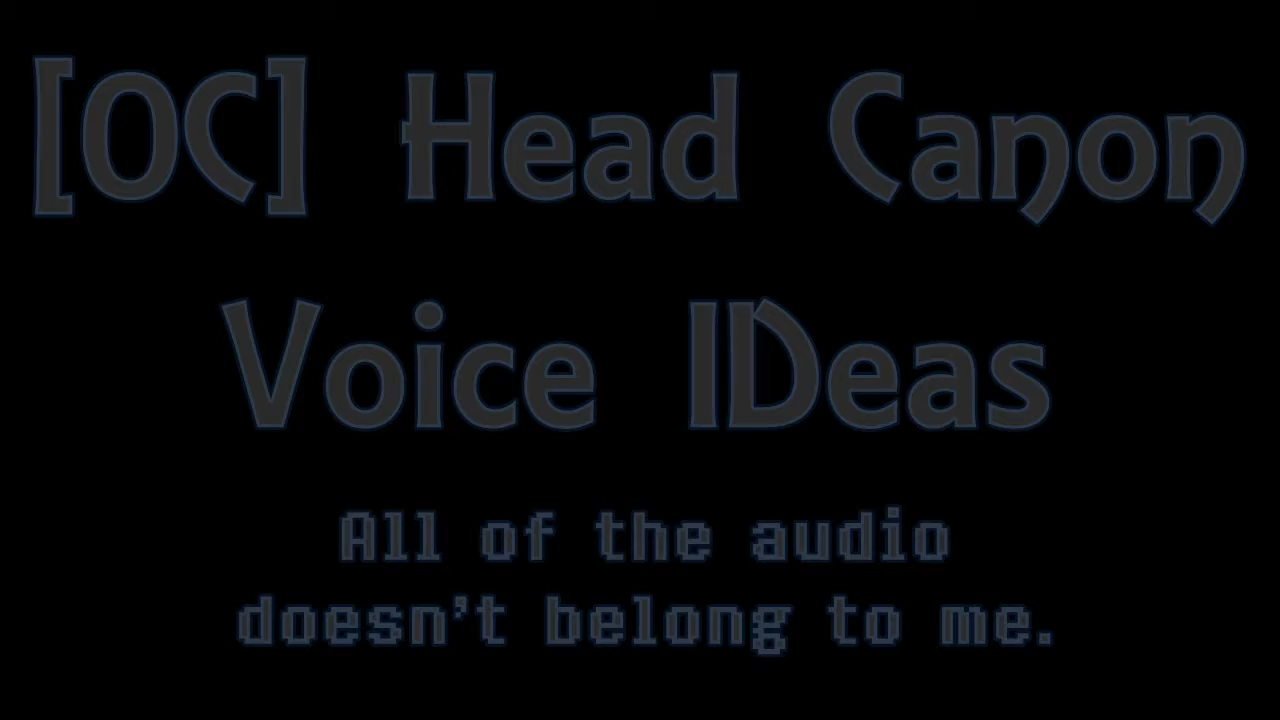 [OC] Head Canon
Voice IDeas
All of the audio
doesn't belong to me.